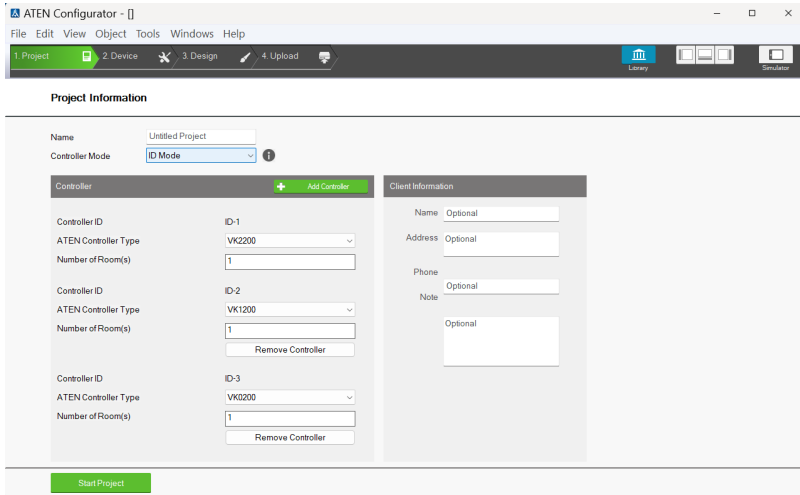 ATEN Configurator - []
File Edit View Object Tools Windows Help
1. Project 2. Device 3. Design 4. Upload
Library Simulator
Project Information
Name Untitled Project
Controller Mode ID Mode
Controller Add Controller
Controller ID ID-1
ATEN Controller Type VK2200
Number of Room(s) 1
Controller ID ID-2
ATEN Controller Type VK1200
Number of Room(s) 1
Remove Controller
Controller ID ID-3
ATEN Controller Type VK0200
Number of Room(s) 1
Remove Controller
Client Information
Name Optional
Address Optional
Phone
Optional
Note
Optional
Start Project